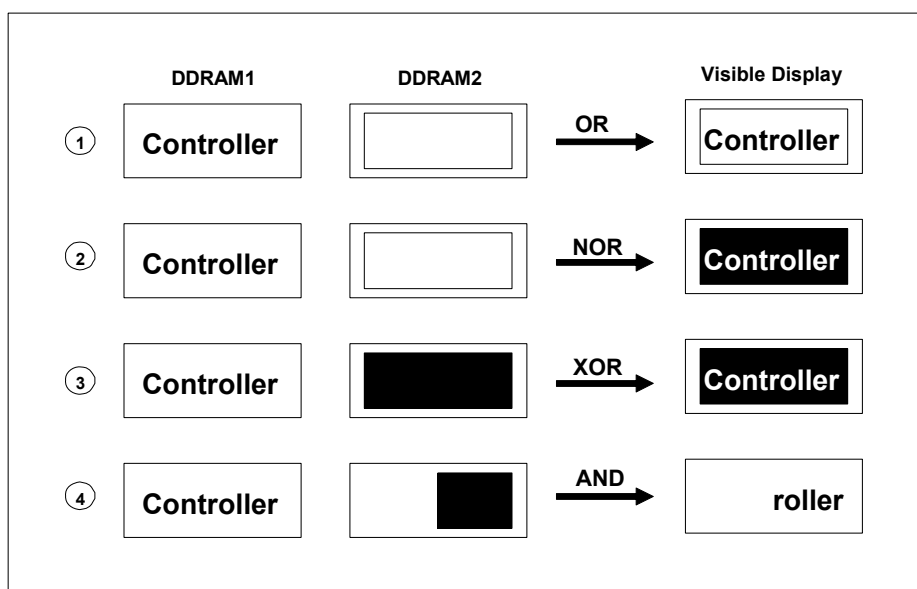 DDRAM1 DDRAM2 Visible Display
1 Controller OR Controller
2 Controller NOR Controller
3 Controller XOR Controller
4 Controller AND roller